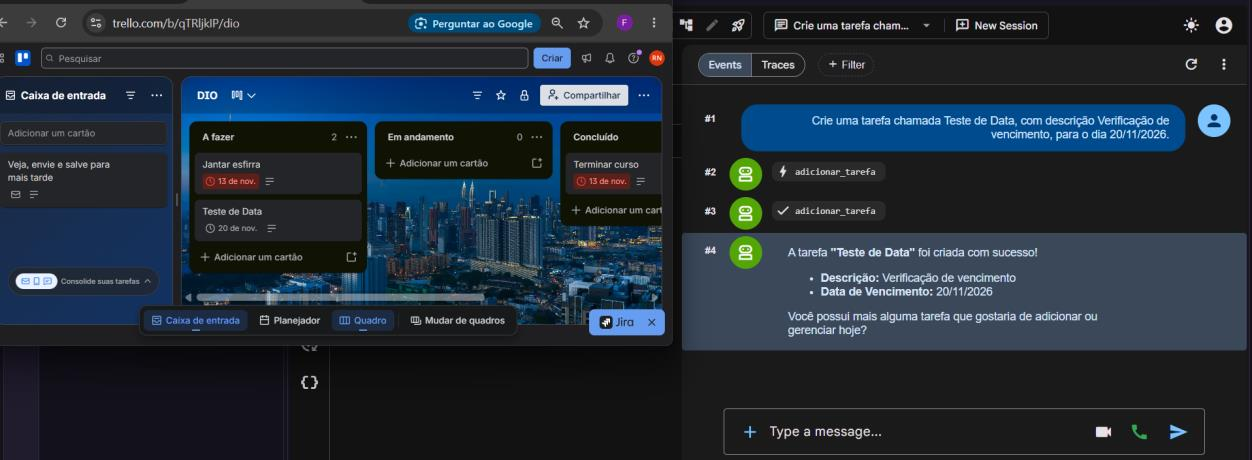 trello.com/b/qTRljkIP/dio
Perguntar ao Google
F
Pesquisar
Criar
RN
Caixa de entrada
Adicionar um cartão
Veja, envie e salve para
mais tarde
Consolide suas tarefas
DIO
Compartilhar
A fazer 2
Jantar esfirra
13 de nov.
Teste de Data
20 de nov.
+ Adicionar um cartão
Em andamento 0
+ Adicionar um cartão
Concluído
Terminar curso
13 de nov.
+ Adicionar um cart
Caixa de entrada
Planejador
Quadro
Mudar de quadros
Jira
{}
Crie uma tarefa cham...
New Session
Events
Traces
+ Filter
#1
Crie uma tarefa chamada Teste de Data, com descrição Verificação de
vencimento, para o dia 20/11/2026.
#2
adicionar_tarefa
#3
adicionar_tarefa
#4
A tarefa "Teste de Data" foi criada com sucesso!
• Descrição: Verificação de vencimento
• Data de Vencimento: 20/11/2026
Você possui mais alguma tarefa que gostaria de adicionar ou
gerenciar hoje?
Type a message...